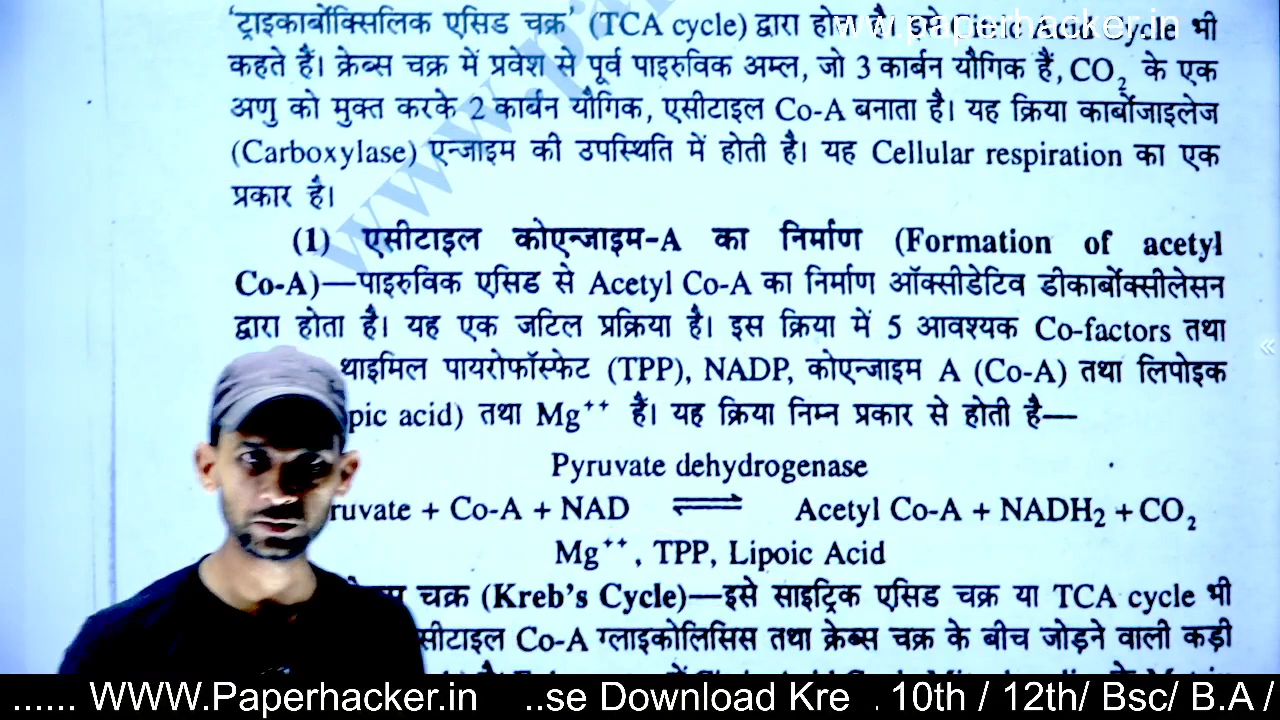 'ट्राइकार्बोक्सिलिक एसिड चक्र' (TCA cycle) द्वारा होता है। इसे Citric Acid Cycle भी
www.paperhacker.in
कहते हैं। क्रेब्स चक्र में प्रवेश से पूर्व पाइरुविक अम्ल, जो 3 कार्बन यौगिक हैं, CO₂ के एक
अणु को मुक्त करके 2 कार्बन यौगिक, एसीटाइल Co-A बनाता है। यह क्रिया कार्बोजाइलेज
(Carboxylase) एन्जाइम की उपस्थिति में होती है। यह Cellular respiration का एक
प्रकार है।
(1) एसीटाइल कोएन्जाइम-A का निर्माण (Formation of acetyl
Co-A)—पाइरुविक एसिड से Acetyl Co-A का निर्माण ऑक्सीडेटिव डीकार्बोक्सीलेसन
द्वारा होता है। यह एक जटिल प्रक्रिया है। इस क्रिया में 5 आवश्यक Co-factors तथा
थाइमिल पायरोफॉस्फेट (TPP), NADP, कोएन्जाइम A (Co-A) तथा लिपोइक
pic acid) तथा Mg⁺⁺ हैं। यह क्रिया निम्न प्रकार से होती है—
Pyruvate dehydrogenase
ruvate + Co-A + NAD ⇌ Acetyl Co-A + NADH₂ + CO₂
Mg⁺⁺, TPP, Lipoic Acid
चक्र (Kreb's Cycle)—इसे साइट्रिक एसिड चक्र या TCA cycle भी
सीटाइल Co-A ग्लाइकोलिसिस तथा क्रेब्स चक्र के बीच जोड़ने वाली कड़ी
...... WWW.Paperhacker.in ..se Download Kre . 10th / 12th/ Bsc/ B.A /